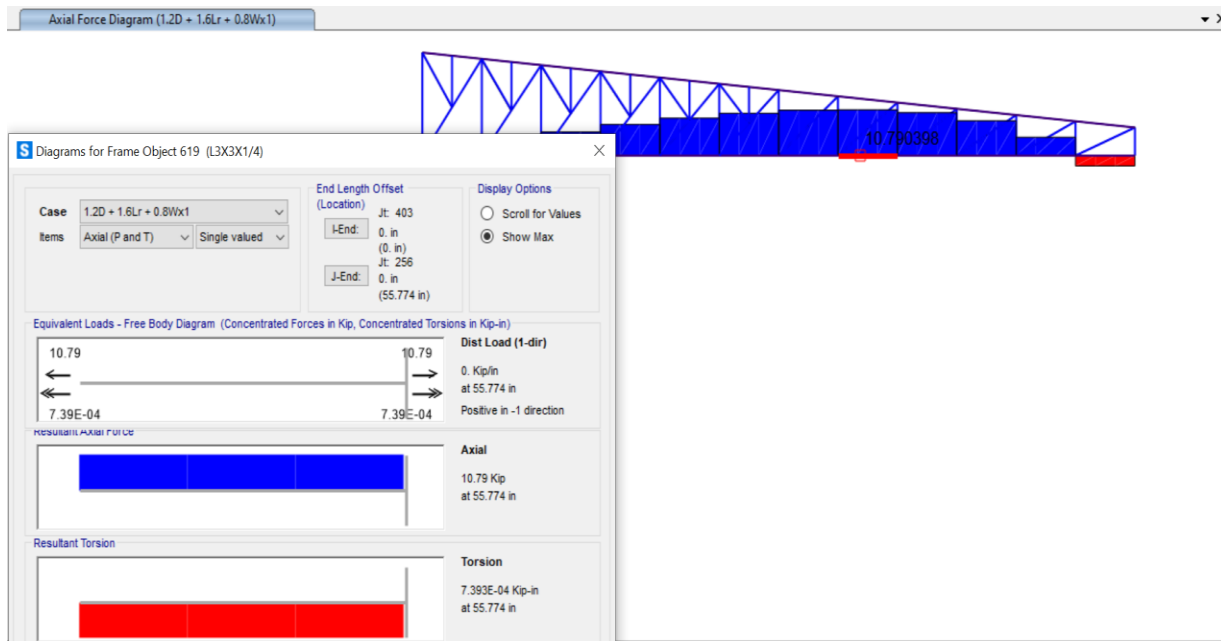 Axial Force Diagram (1.2D + 1.6Lr + 0.8Wx1)
10.790398
S Diagrams for Frame Object 619 (L3X3X1/4)
Case 1.2D + 1.6Lr + 0.8Wx1
Items Axial (P and T) Single valued
End Length Offset
(Location)
Jt: 403
I-End: 0. in
(0. in)
Jt: 256
J-End: 0. in
(55.774 in)
Display Options
Scroll for Values
Show Max
Equivalent Loads - Free Body Diagram (Concentrated Forces in Kip, Concentrated Torsions in Kip-in)
10.79 10.79
7.39E-04 7.39E-04
Dist Load (1-dir)
0. Kip/in
at 55.774 in
Positive in -1 direction
Resultant Axial Force
Axial
10.79 Kip
at 55.774 in
Resultant Torsion
Torsion
7.393E-04 Kip-in
at 55.774 in